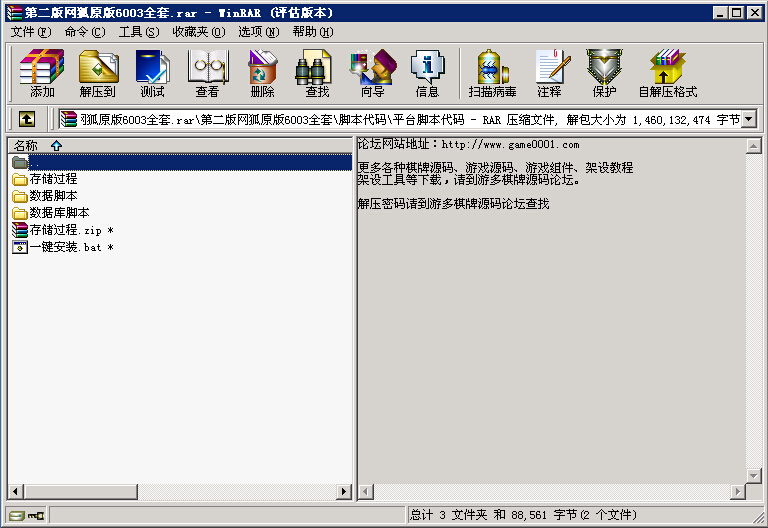 第二版网狐原版6003全套.rar - WinRAR (评估版本)
文件(F) 命令(C) 工具(S) 收藏夹(O) 选项(N) 帮助(H)
添加 解压到 测试 查看 删除 查找 向导 信息 扫描病毒 注释 保护 自解压格式
狐原版6003全套.rar\第二版网狐原版6003全套\脚本代码\平台脚本代码 - RAR 压缩文件, 解包大小为 1,460,132,474 字节
名称
..
存储过程
数据脚本
数据库脚本
存储过程.zip *
一键安装.bat *
论坛网站地址：http://www.game0001.com
更多各种棋牌源码、游戏源码、游戏组件、架设教程
架设工具等下载，请到游多棋牌源码论坛。
解压密码请到游多棋牌源码论坛查找
总计 3 文件夹 和 88,561 字节(2 个文件)